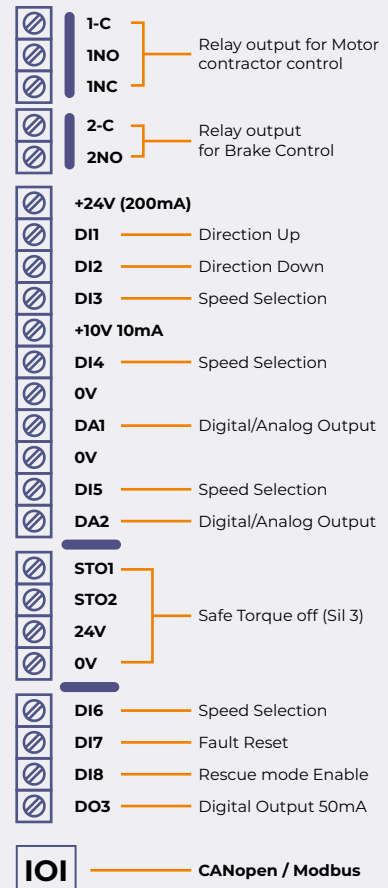 1-C
1NO
1NC
Relay output for Motor
contractor control
2-C
2NO
Relay output
for Brake Control
+24V (200mA)
DI1 Direction Up
DI2 Direction Down
DI3 Speed Selection
+10V 10mA
DI4 Speed Selection
0V
DA1 Digital/Analog Output
0V
DI5 Speed Selection
DA2 Digital/Analog Output
STO1
STO2
24V
0V
Safe Torque off (Sil 3)
DI6 Speed Selection
DI7 Fault Reset
DI8 Rescue mode Enable
DO3 Digital Output 50mA
IOI CANopen / Modbus